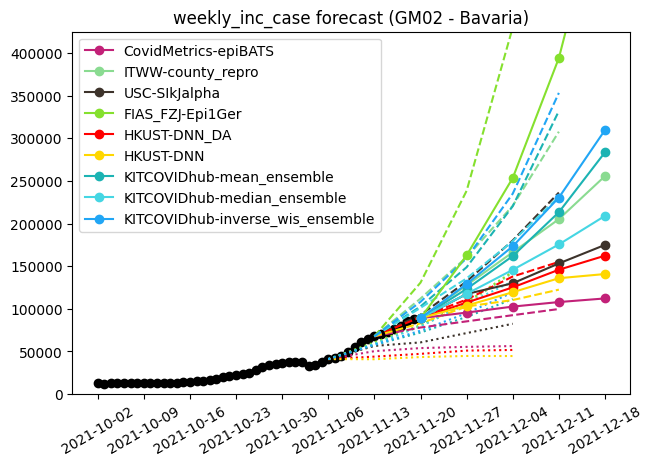 weekly_inc_case forecast (GM02 - Bavaria)
400000
350000
300000
250000
200000
150000
100000
50000
0
CovidMetrics-epiBATS
ITWW-county_repro
USC-SIkJalpha
FIAS_FZJ-Epi1Ger
HKUST-DNN_DA
HKUST-DNN
KITCOVIDhub-mean_ensemble
KITCOVIDhub-median_ensemble
KITCOVIDhub-inverse_wis_ensemble
2021-10-02
2021-10-09
2021-10-16
2021-10-23
2021-10-30
2021-11-06
2021-11-13
2021-11-20
2021-11-27
2021-12-04
2021-12-11
2021-12-18